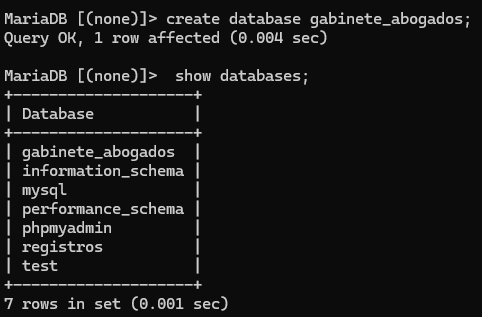 MariaDB [(none)]> create database gabinete_abogados;
Query OK, 1 row affected (0.004 sec)

MariaDB [(none)]>  show databases;
+--------------------+
| Database           |
+--------------------+
| gabinete_abogados  |
| information_schema |
| mysql              |
| performance_schema |
| phpmyadmin         |
| registros          |
| test               |
+--------------------+
7 rows in set (0.001 sec)